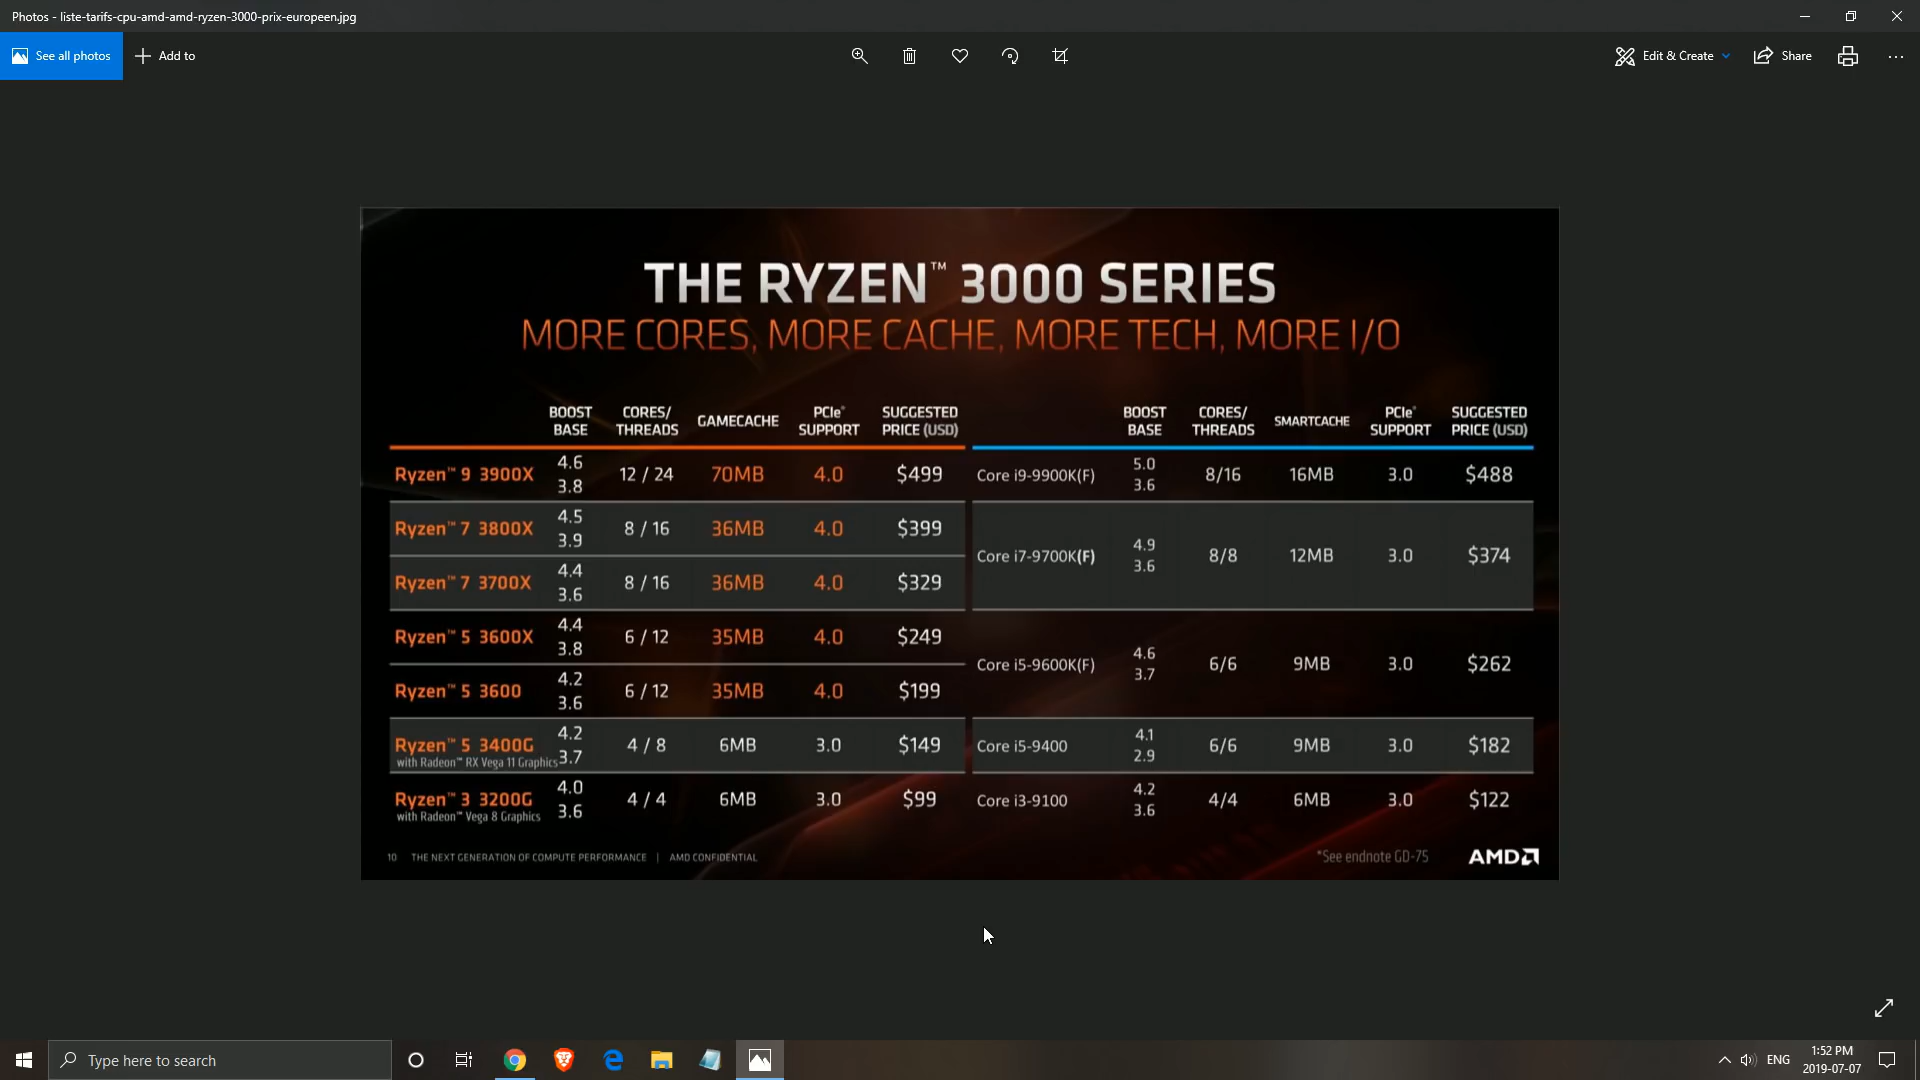 Photos - liste-tarifs-cpu-amd-amd-ryzen-3000-prix-europeen.jpg
See all photos
Add to
Edit & Create
Share
THE RYZEN™ 3000 SERIES
MORE CORES, MORE CACHE, MORE TECH, MORE I/O
BOOST BASE CORES/ THREADS GAMECACHE PCIe® SUPPORT SUGGESTED PRICE (USD)
Ryzen™ 9 3900X 4.6 3.8 12 / 24 70MB 4.0 $499
Ryzen™ 7 3800X 4.5 3.9 8 / 16 36MB 4.0 $399
Ryzen™ 7 3700X 4.4 3.6 8 / 16 36MB 4.0 $329
Ryzen™ 5 3600X 4.4 3.8 6 / 12 35MB 4.0 $249
Ryzen™ 5 3600 4.2 3.6 6 / 12 35MB 4.0 $199
Ryzen™ 5 3400G 4.2 3.7 4 / 8 6MB 3.0 $149
with Radeon™ RX Vega 11 Graphics
Ryzen™ 3 3200G 4.0 3.6 4 / 4 6MB 3.0 $99
with Radeon™ Vega 8 Graphics
BOOST BASE CORES/ THREADS SMARTCACHE PCIe® SUPPORT SUGGESTED PRICE (USD)
Core i9-9900K(F) 5.0 3.6 8/16 16MB 3.0 $488
Core i7-9700K(F) 4.9 3.6 8/8 12MB 3.0 $374
Core i5-9600K(F) 4.6 3.7 6/6 9MB 3.0 $262
Core i5-9400 4.1 2.9 6/6 9MB 3.0 $182
Core i3-9100 4.2 3.6 4/4 6MB 3.0 $122
10 THE NEXT GENERATION OF COMPUTE PERFORMANCE | AMD CONFIDENTIAL
*See endnote GD-75
AMD
Type here to search
ENG
1:52 PM
2019-07-07